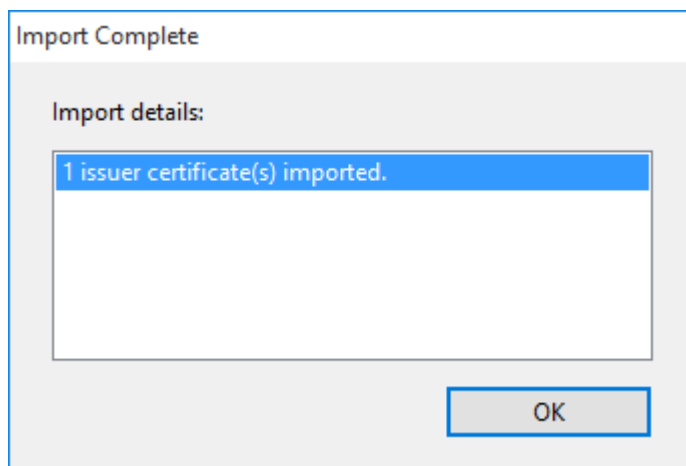 Import Complete
Import details:
1 issuer certificate(s) imported.
OK